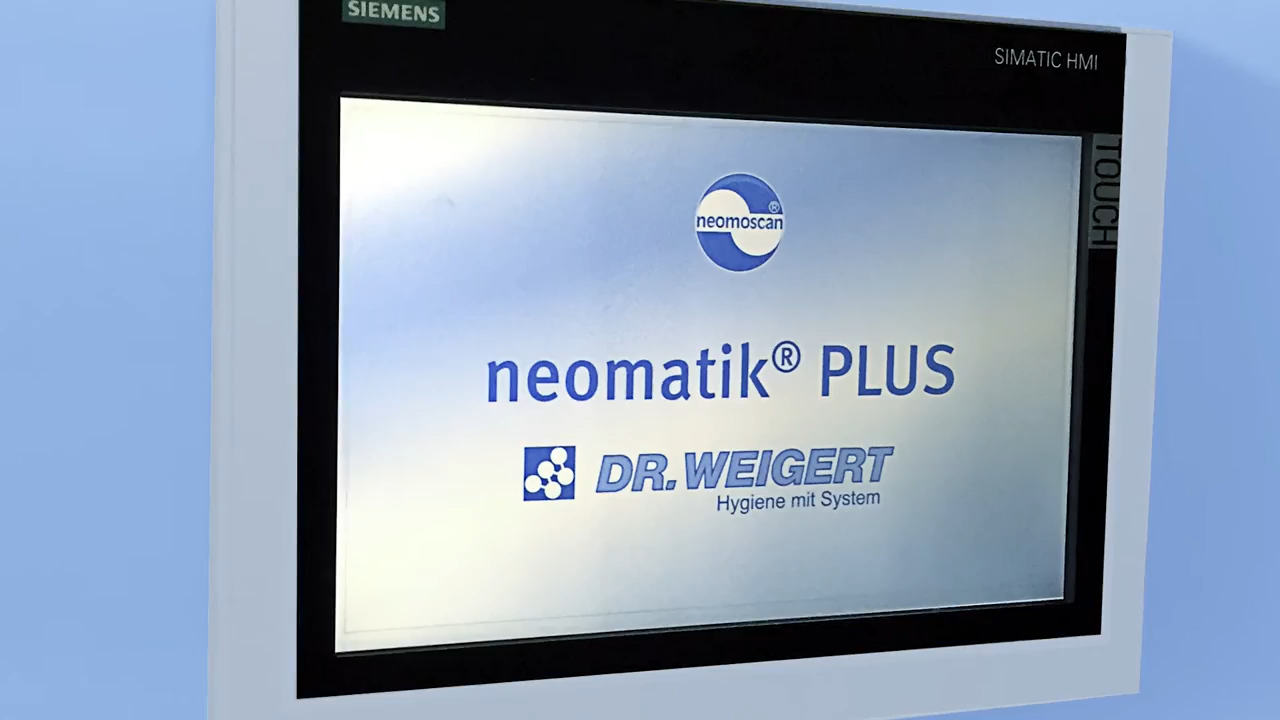 SIEMENS
SIMATIC HMI
TOUCH
neomoscan®
neomatik® PLUS
DR.WEIGERT
Hygiene mit System